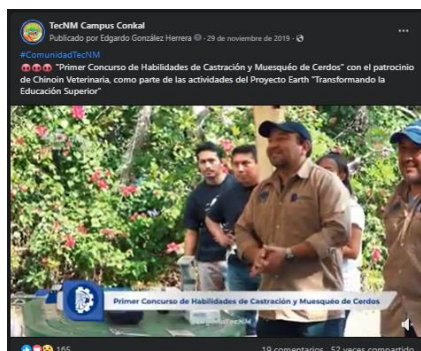 TecNM Campus Conkal
Publicado por Edgardo González Herrera · 29 de noviembre de 2019 ·
#ComunidadTecNM
"Primer Concurso de Habilidades de Castración y Muesquéo de Cerdos" con el patrocinio
de Chinoin Veterinaria, como parte de las actividades del Proyecto Earth "Transformando la
Educación Superior"
Primer Concurso de Habilidades de Castración y Muesquéo de Cerdos
165
19 comentarios 52 veces compartido